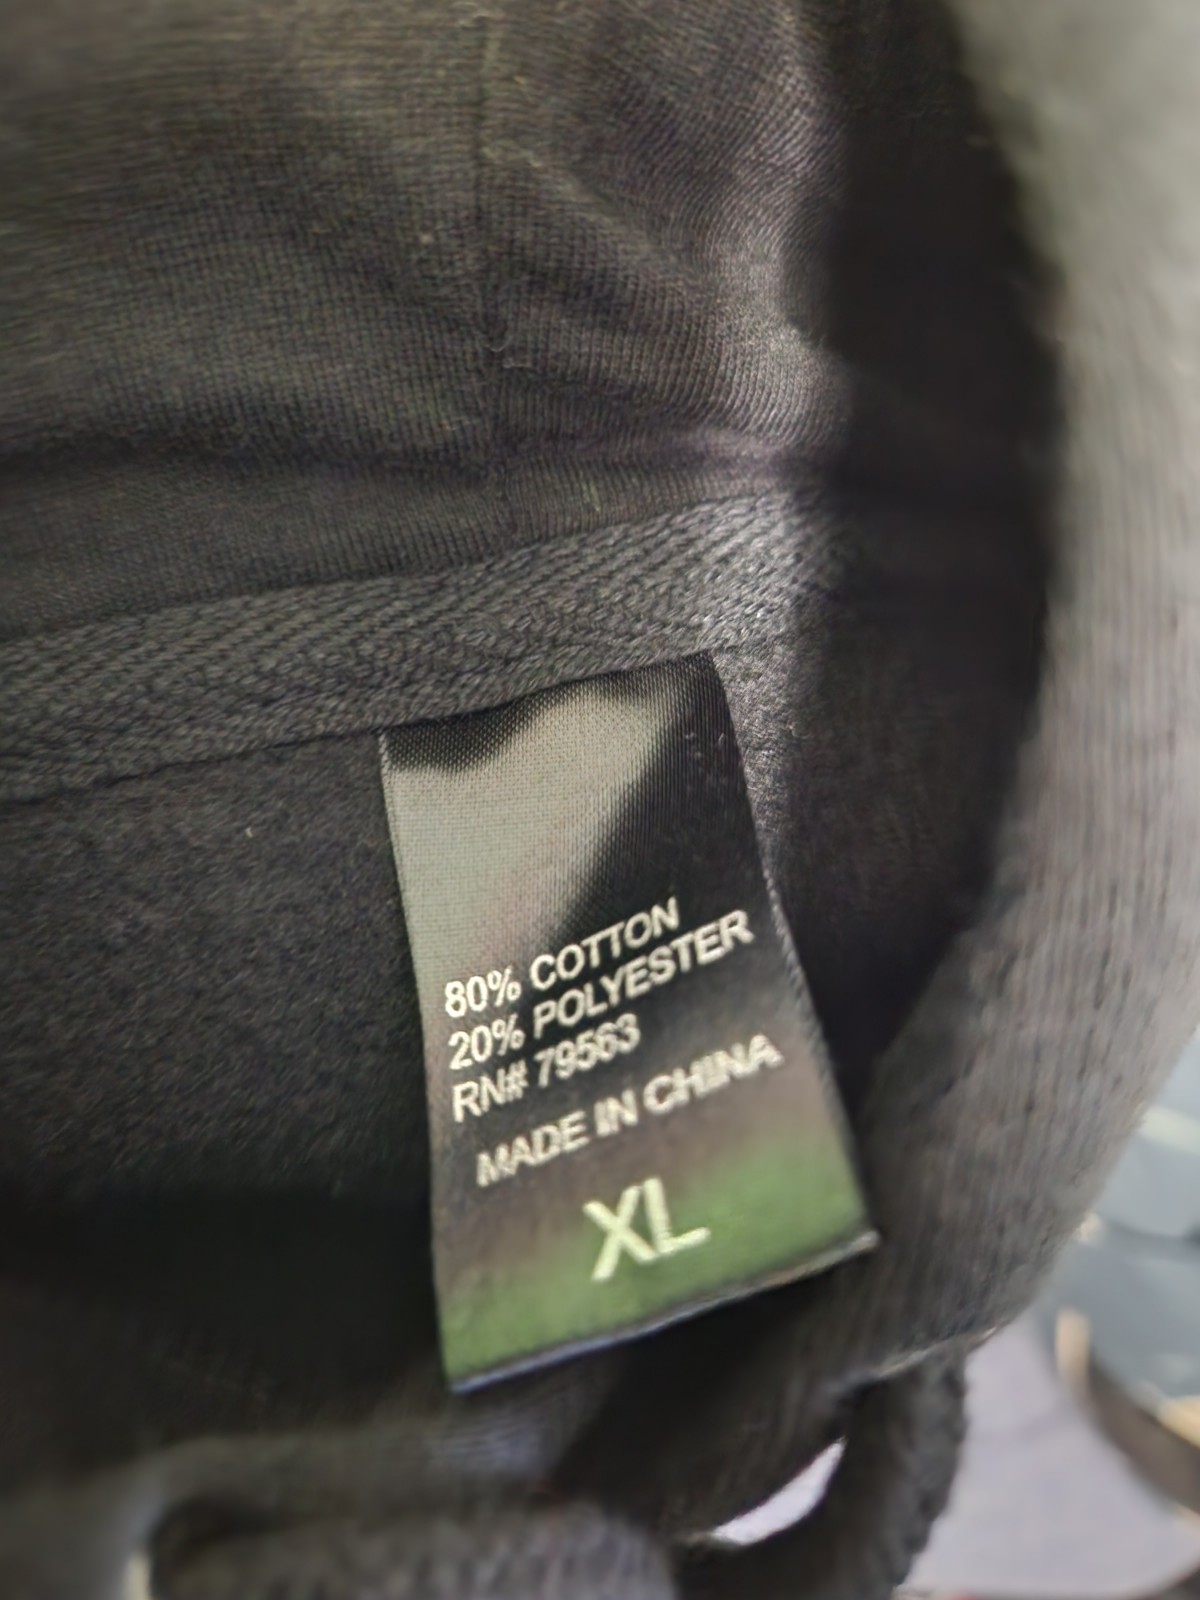 80% COTTON
20% POLYESTER
RN# 79563
MADE IN CHINA
XL